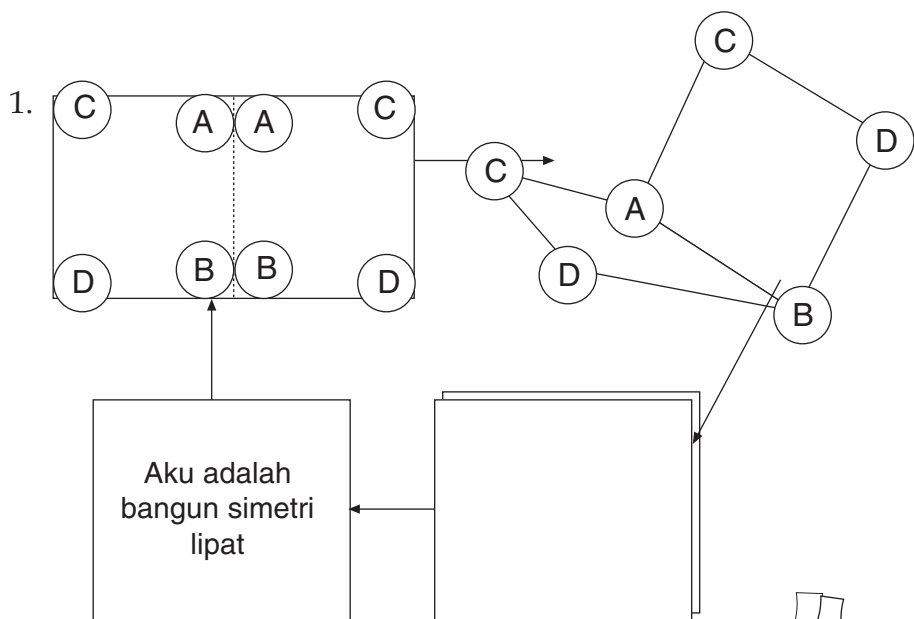 1.
C A A C
D B B D
C
D
C
A
D
B
Aku adalah
bangun simetri
lipat